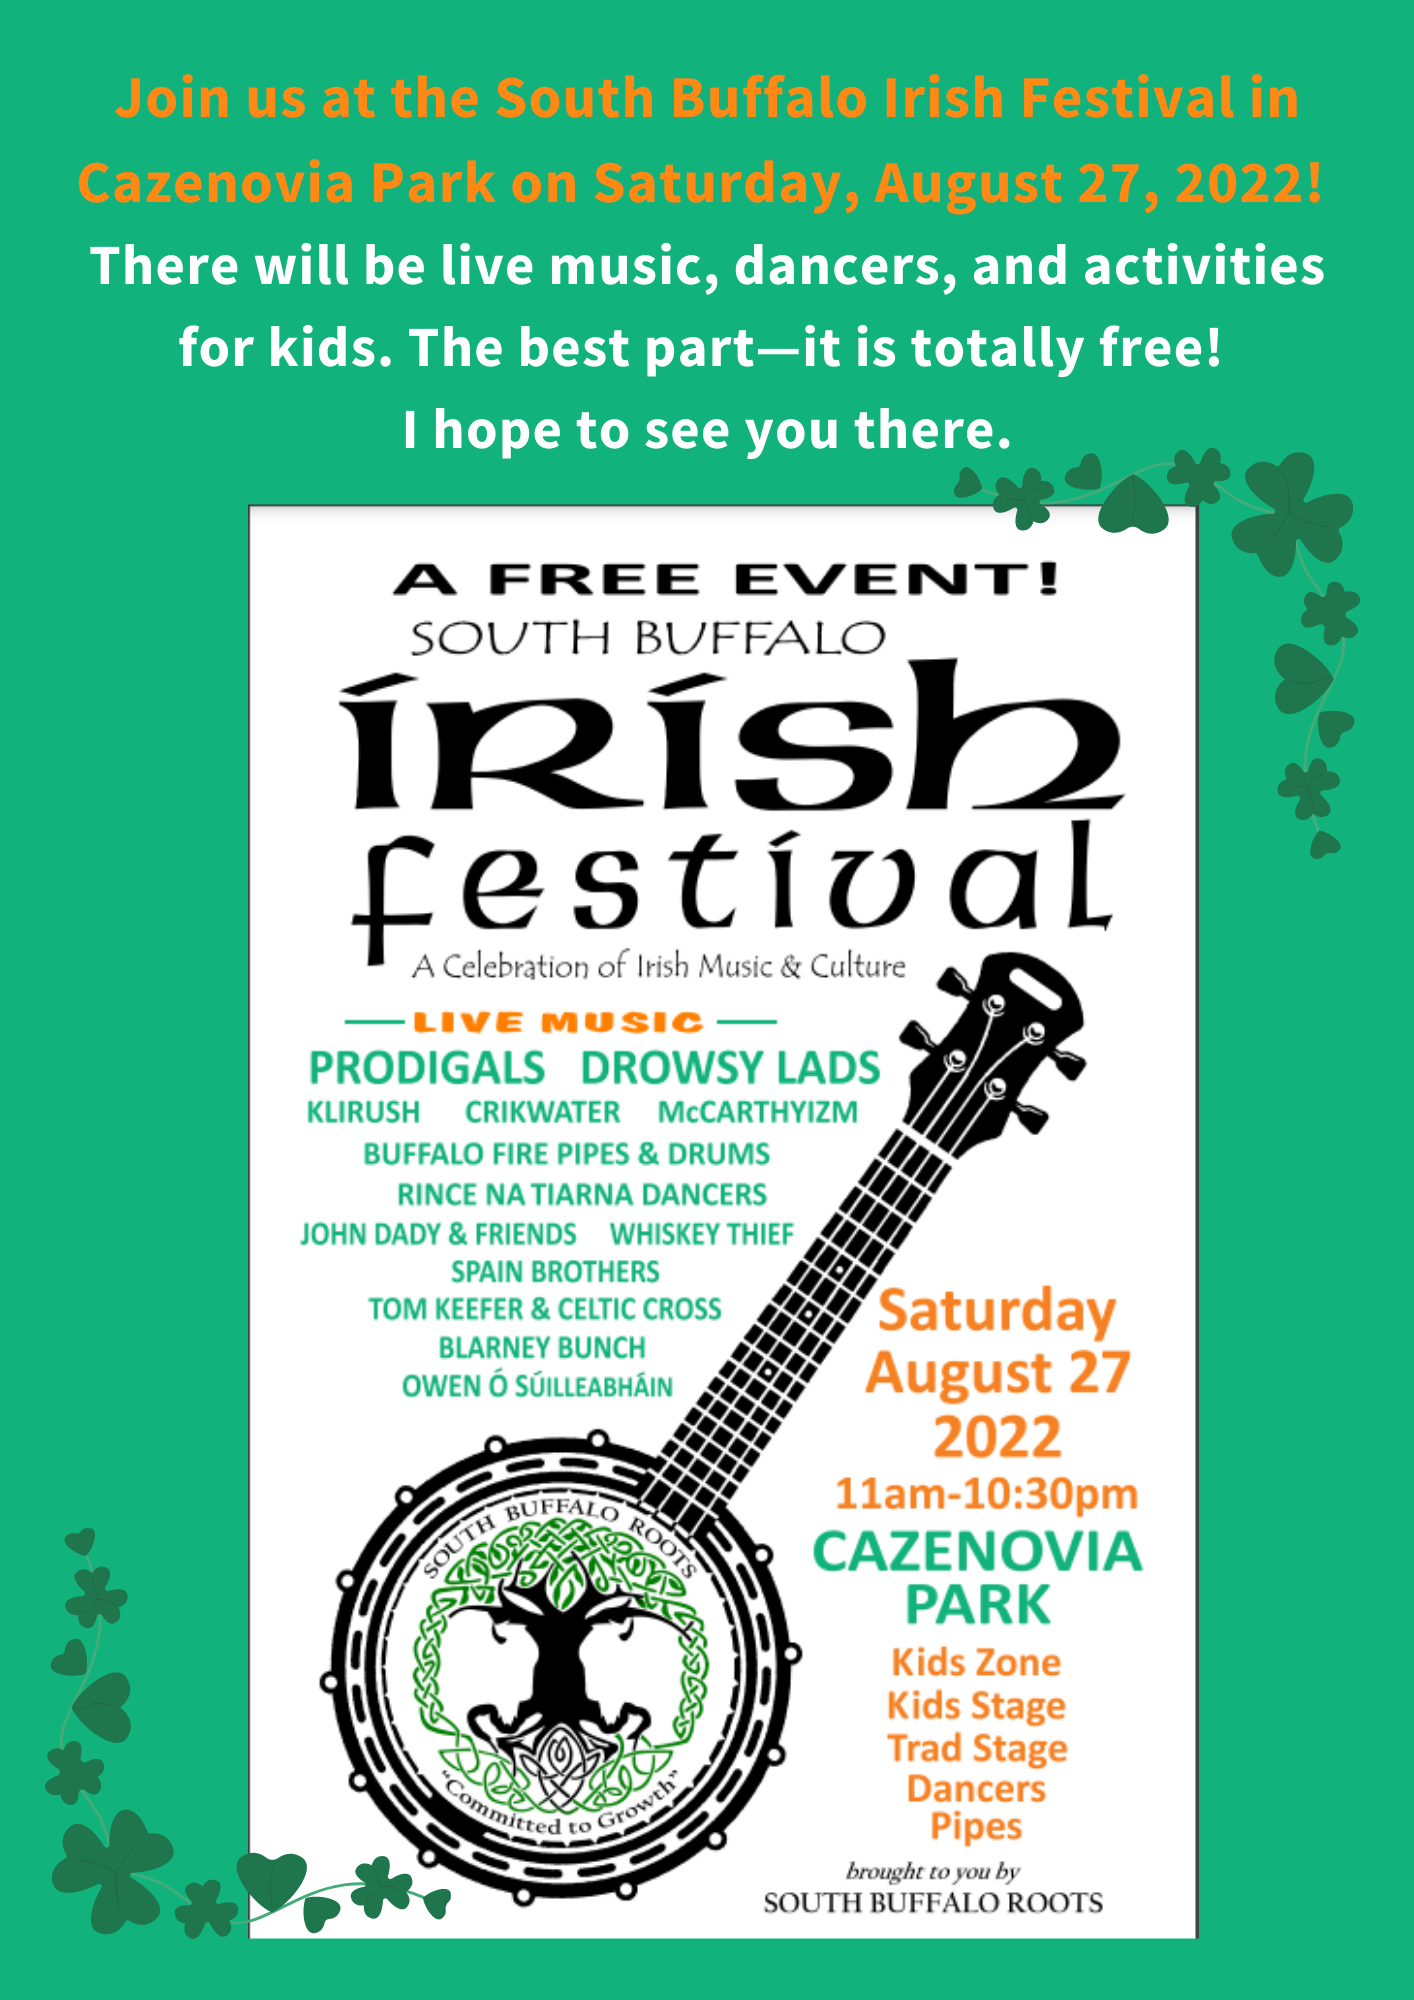 Join us at the South Buffalo Irish Festival in
Cazenovia Park on Saturday, August 27, 2022!
There will be live music, dancers, and activities
for kids. The best part—it is totally free!
I hope to see you there.
A FREE EVENT!
SOUTH BUFFALO
írísh
festíval
A Celebration of Irish Music & Culture
LIVE MUSIC
PRODIGALS DROWSY LADS
KLIRUSH CRIKWATER McCARTHYIZM
BUFFALO FIRE PIPES & DRUMS
RINCE NA TIARNA DANCERS
JOHN DADY & FRIENDS WHISKEY THIEF
SPAIN BROTHERS
TOM KEEFER & CELTIC CROSS
BLARNEY BUNCH
OWEN Ó SÚILLEABHÁIN
Saturday
August 27
2022
11am-10:30pm
CAZENOVIA
PARK
Kids Zone
Kids Stage
Trad Stage
Dancers
Pipes
SOUTH BUFFALO ROOTS
"Committed to Growth"
brought to you by
SOUTH BUFFALO ROOTS